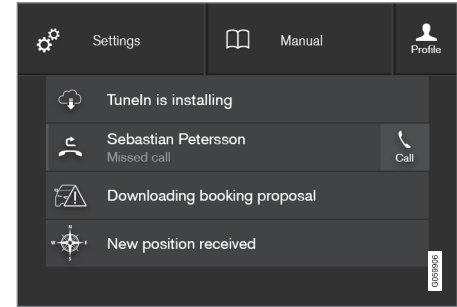 Settings
Manual
Profile
TuneIn is installing
Sebastian Petersson
Missed call
Call
Downloading booking proposal
N
W
E
New position received
G059906